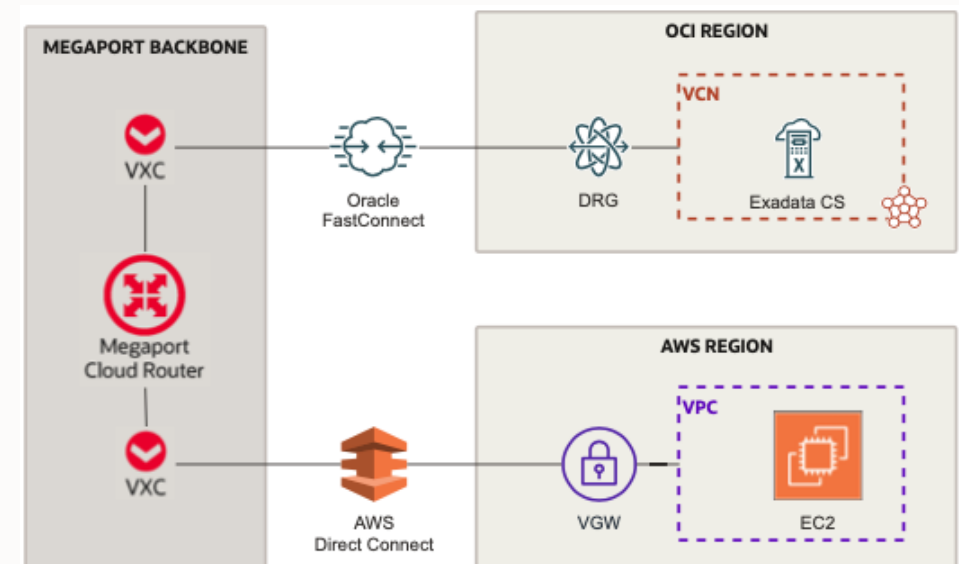 MEGAPORT BACKBONE
VXC
Megaport
Cloud Router
VXC
Oracle
FastConnect
AWS
Direct Connect
OCI REGION
DRG
VCN
X
Exadata CS
AWS REGION
VGW
VPC
EC2